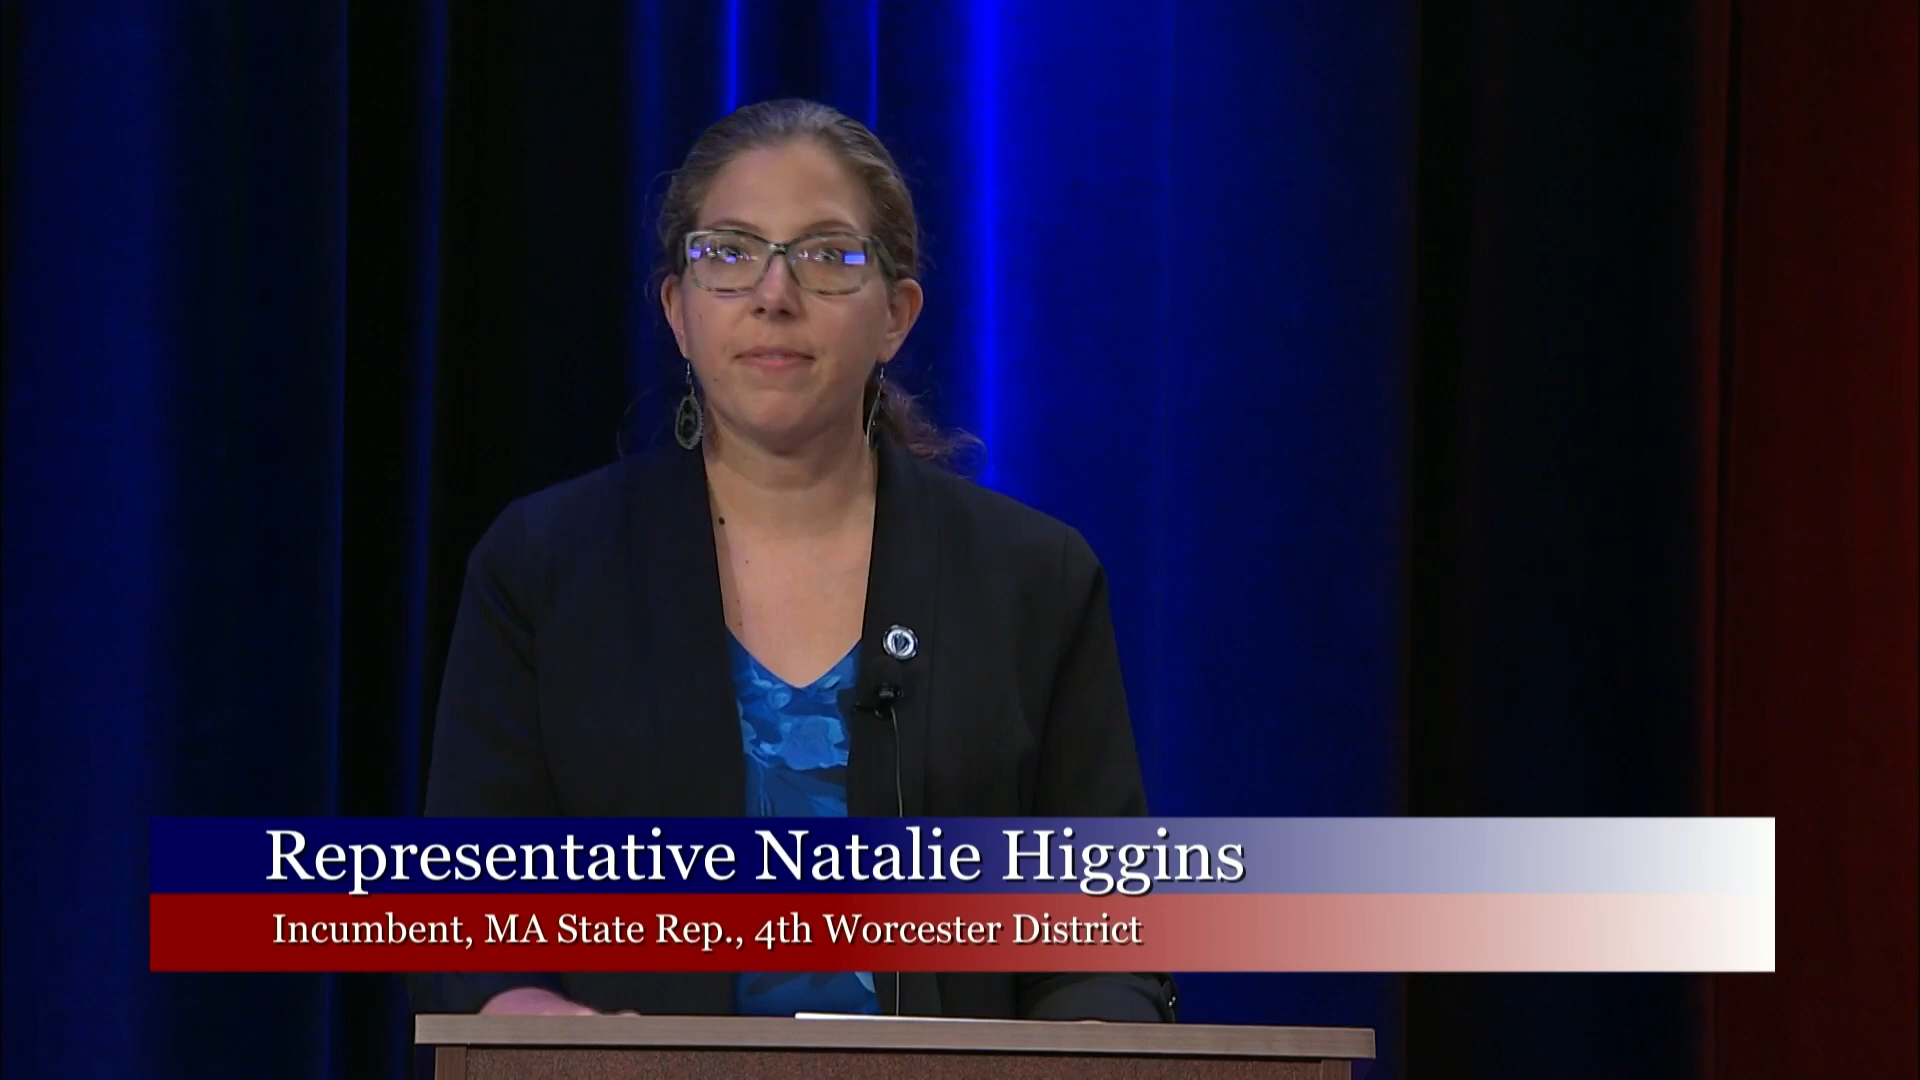 Representative Natalie Higgins
Incumbent, MA State Rep., 4th Worcester District